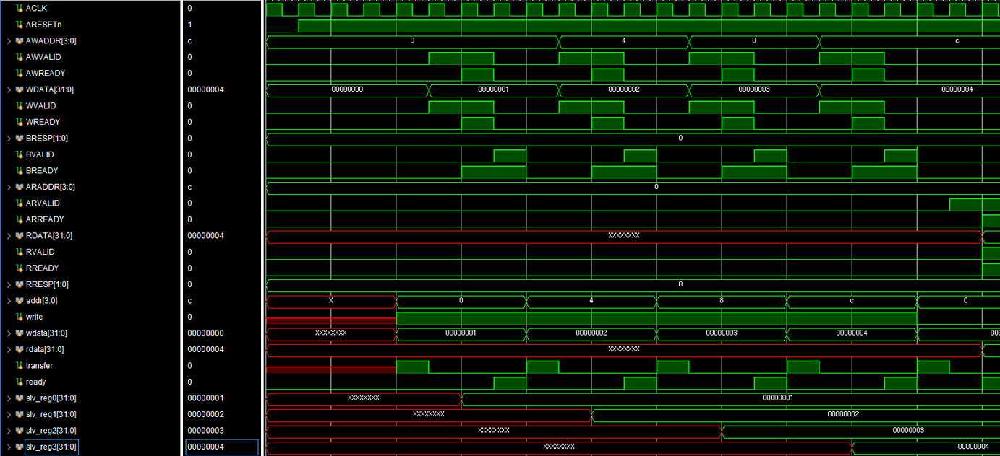 ACLK 0
ARESETn 1
AWADDR[3:0] c 0 4 8 c
AWVALID 0
AWREADY 0
WDATA[31:0] 00000004 00000000 00000001 00000002 00000003 00000004
WVALID 0
WREADY 0
BRESP[1:0] 0 0
BVALID 0
BREADY 0
ARADDR[3:0] c 0
ARVALID 0
ARREADY 0
RDATA[31:0] 00000004 XXXXXXXX
RVALID 0
RREADY 0
RRESP[1:0] 0 0
addr[3:0] c X 0 4 8 c 0
write 0
wdata[31:0] 00000000 XXXXXXXX 00000001 00000002 00000003 00000004 000
rdata[31:0] 00000004 XXXXXXXX
transfer 0
ready 0
slv_reg0[31:0] 00000001 XXXXXXXX 00000001
slv_reg1[31:0] 00000002 XXXXXXXX 00000002
slv_reg2[31:0] 00000003 XXXXXXXX 00000003
slv_reg3[31:0] 00000004 XXXXXXXX 00000004